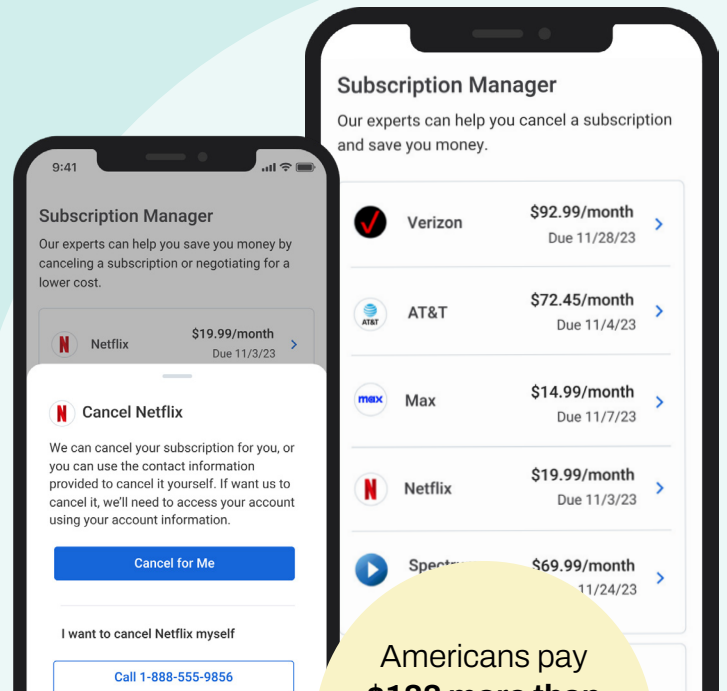 9:41
Subscription Manager
Our experts can help you save you money by
canceling a subscription or negotiating for a
lower cost.
N
Netflix
$19.99/month
Due 11/3/23
N
Cancel Netflix
We can cancel your subscription for you, or
you can use the contact information
provided to cancel it yourself. If want us to
cancel it, we'll need to access your account
using your account information.
Cancel for Me
I want to cancel Netflix myself
Call 1-888-555-9856
Subscription Manager
Our experts can help you cancel a subscription
and save you money.
Verizon
$92.99/month
Due 11/28/23
AT&T
AT&T
$72.45/month
Due 11/4/23
max
Max
$14.99/month
Due 11/7/23
N
Netflix
$19.99/month
Due 11/3/23
$69.99/month
11/24/23
Americans pay
more than